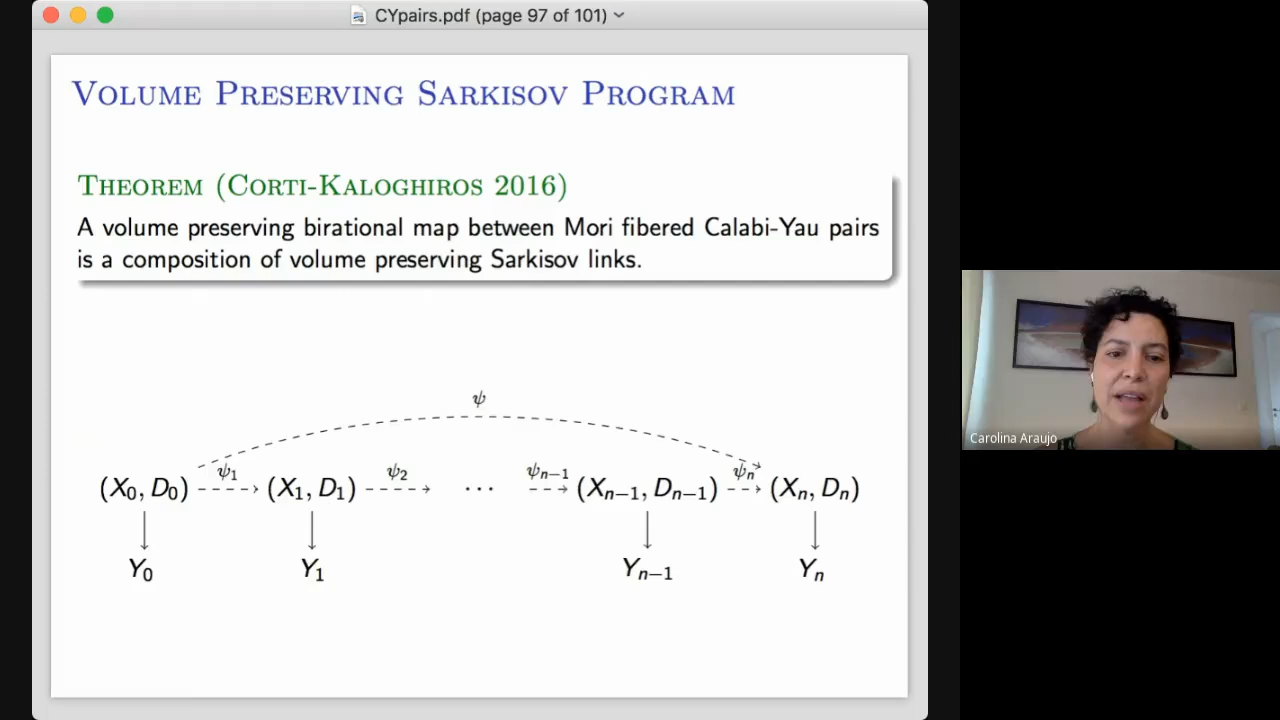 CYpairs.pdf (page 97 of 101)
VOLUME PRESERVING SARKISOV PROGRAM
THEOREM (CORTI-KALOGHIROS 2016)
A volume preserving birational map between Mori fibered Calabi-Yau pairs
is a composition of volume preserving Sarkisov links.
ψ
ψ₁ ψ₂ ψₙ₋₁ ψₙ
(X₀, D₀) (X₁, D₁) ··· (Xₙ₋₁, Dₙ₋₁) (Xₙ, Dₙ)
Y₀ Y₁ Yₙ₋₁ Yₙ
Carolina Araujo